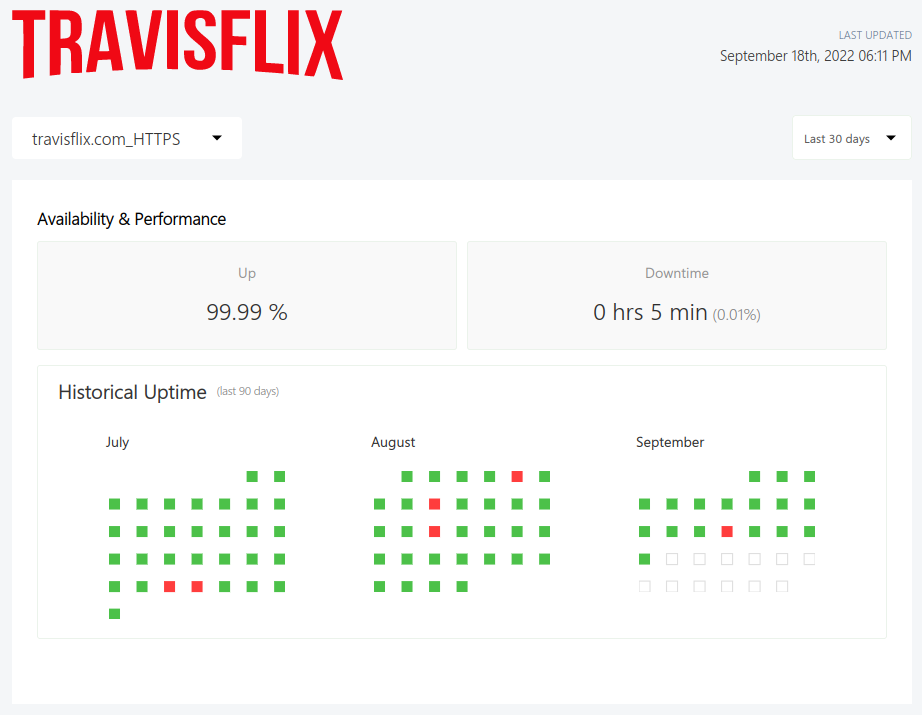 TRAVISFLIX
LAST UPDATED
September 18th, 2022 06:11 PM
travisflix.com_HTTPS
Last 30 days
Availability & Performance
Up
99.99 %
Downtime
0 hrs 5 min (0.01%)
Historical Uptime (last 90 days)
July
August
September